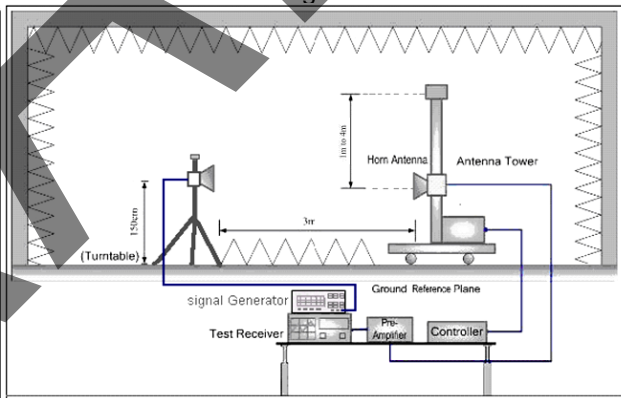 1m to 4m
Horn Antenna
Antenna Tower
150cm
3m
(Turntable)
Ground Reference Plane
signal Generator
Test Receiver
Pre-
Amplifier
Controller